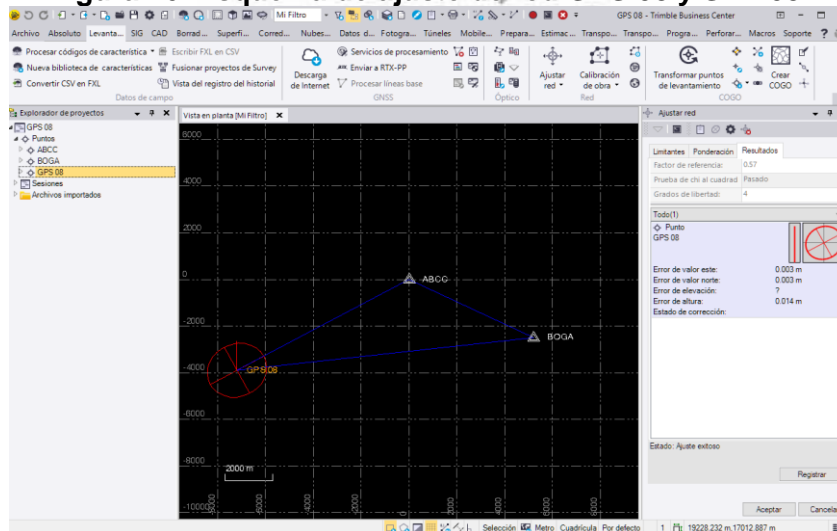 Mi Filtro
GPS 08 - Trimble Business Center
Archivo Absoluto Levanta... SIG CAD Borrad... Superfi... Corred... Nubes... Datos d... Fotogra... Túneles Mobile... Prepara... Estimac... Transpo... Transpo... Progra... Perforar... Macros Soporte
Procesar códigos de característica
Escribir FXL en CSV
Nueva biblioteca de características
Fusionar proyectos de Survey
Convertir CSV en FXL
Vista del registro del historial
Datos de campo
Descarga de Internet
Servicios de procesamiento
Enviar a RTX-PP
Procesar líneas base
GNSS
Óptico
Ajustar red
Calibración de obra
Red
Transformar puntos de levantamiento
Crear COGO
COGO
Explorador de proyectos
GPS 08
Puntos
ABCC
BOGA
GPS 08
Sesiones
Archivos importados
Vista en planta [Mi Filtro]
6000
4000
2000
0
-2000
-4000
-6000
-8000
-10000
ABCC
BOGA
GPS 08
2000 m
Ajustar red
Limitantes Ponderación Resultados
Factor de referencia: 0.57
Prueba de chi al cuadrad Pasado
Grados de libertad: 4
Todo(1)
Punto
GPS 08
Error de valor este: 0.003 m
Error de valor norte: 0.003 m
Error de elevación: ?
Error de altura: 0.014 m
Estado de corrección:
Estado: Ajuste exitoso
Registrar
Aceptar Cancela
Selección Metro Cuadrícula Por defecto 1 19228.232 m,17012.887 m